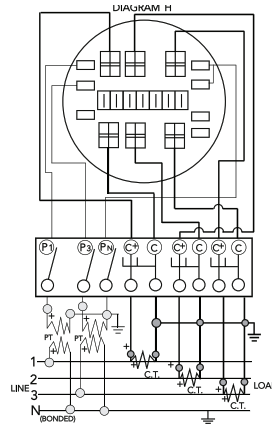 DIAGRAM H
P1 P3 PN C+ C C+ C C+ C
+ +
PT PT
+ +
1
+ C.T.
+
2
LINE C.T. + LOA
3
C.T.
N
(BONDED)